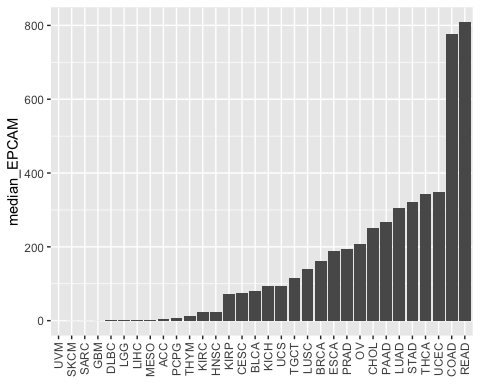 median_EPCAM
800
600
400
200
0
UVM
SKCM
SARC
GBM
DLBC
LGG
LIHC
MESO
ACC
PCPG
THYM
KIRC
HNSC
KIRP
CESC
BLCA
KICH
UCS
TGCT
LUSC
BRCA
ESCA
PRAD
OV
CHOL
PAAD
LUAD
STAD
THCA
UCEC
COAD
READ